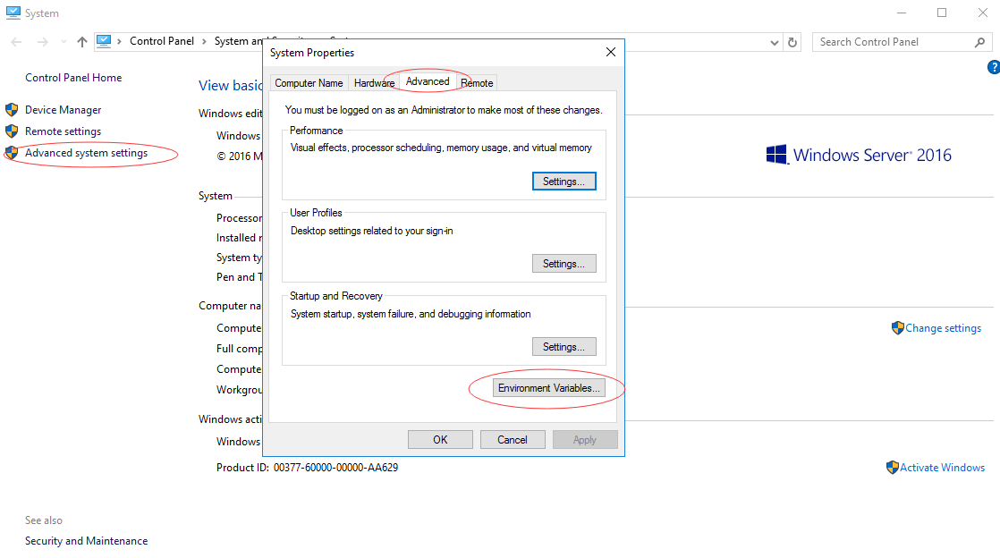 System
Control Panel > System and Security
Search Control Panel
System Properties
Computer Name Hardware Advanced Remote
You must be logged on as an Administrator to make most of these changes.
Performance
Visual effects, processor scheduling, memory usage, and virtual memory
Settings...
User Profiles
Desktop settings related to your sign-in
Settings...
Startup and Recovery
System startup, system failure, and debugging information
Settings...
Environment Variables...
OK Cancel Apply
Control Panel Home
Device Manager
Remote settings
Advanced system settings
See also
Security and Maintenance
View basic
Windows edit
Windows
© 2016 M
System
Processor
Installed r
System ty
Pen and T
Computer na
Compute
Full comp
Compute
Workgrou
Windows acti
Windows
Product ID: 00377-60000-00000-AA629
?
Windows Server® 2016
Change settings
Activate Windows